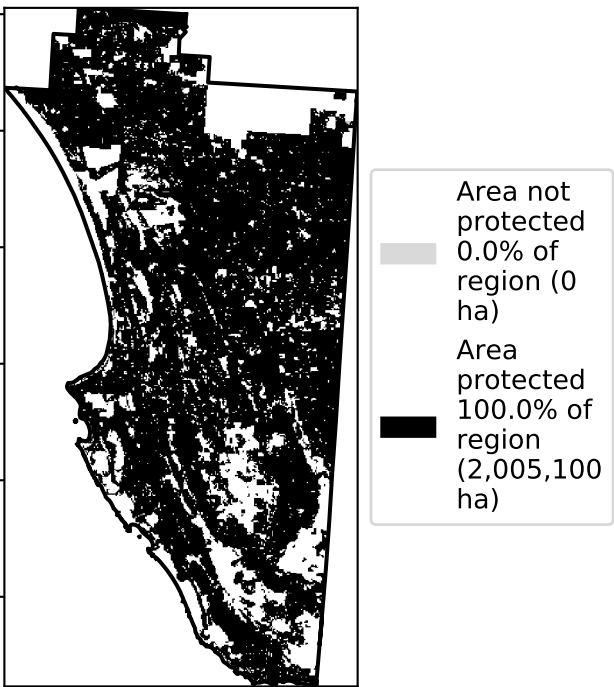 Area not
protected
0.0% of
region (0
ha)
Area
protected
100.0% of
region
(2,005,100
ha)